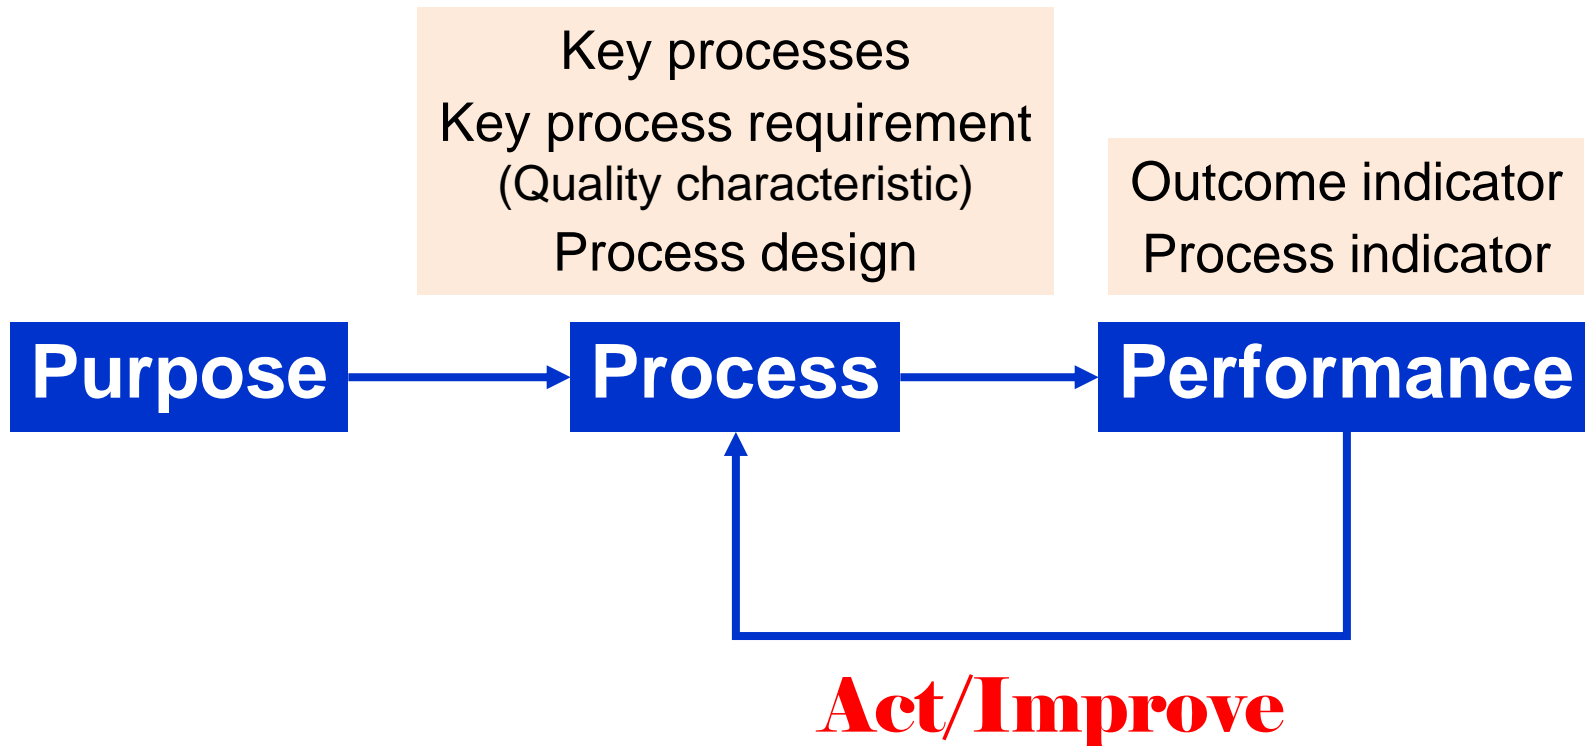 Key processes
Key process requirement
(Quality characteristic)
Process design
Outcome indicator
Process indicator
Purpose
Process
Performance
Act/Improve